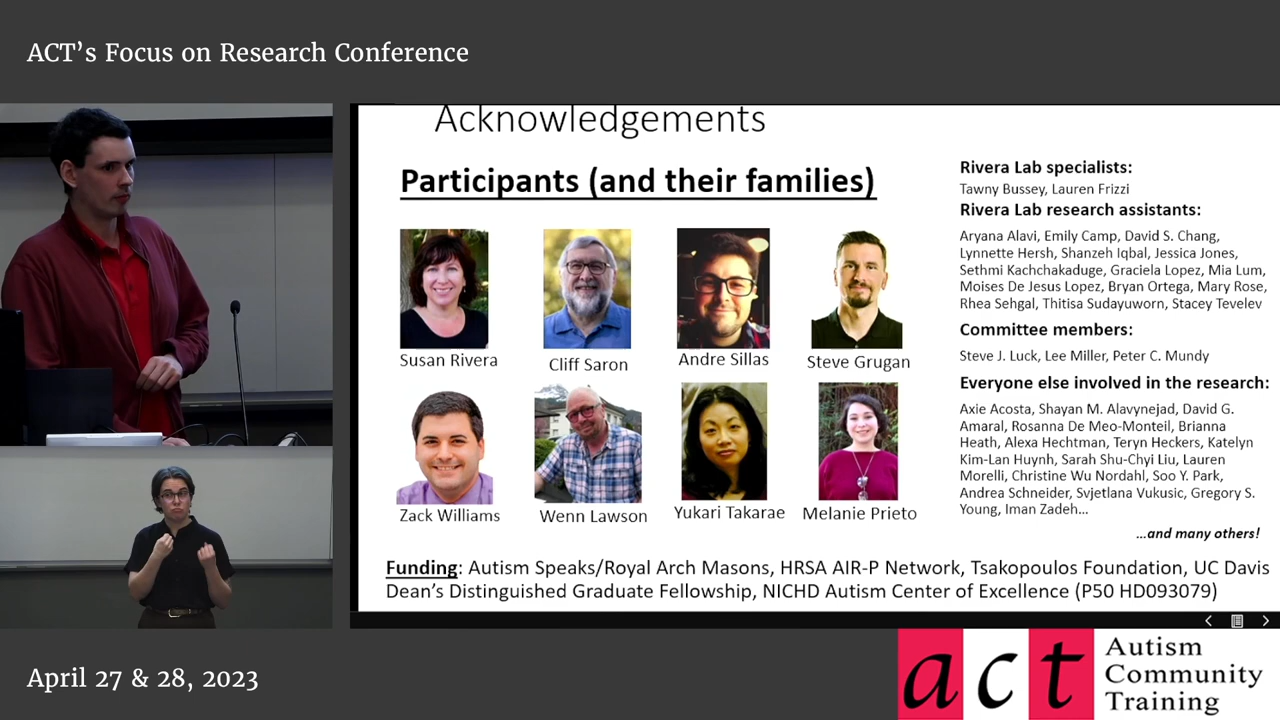 ACT's Focus on Research Conference
Acknowledgements
Participants (and their families)
Susan Rivera
Cliff Saron
Andre Sillas
Steve Grugan
Zack Williams
Wenn Lawson
Yukari Takarae
Melanie Prieto
Rivera Lab specialists:
Tawny Bussey, Lauren Frizzi
Rivera Lab research assistants:
Aryana Alavi, Emily Camp, David S. Chang,
Lynnette Hersh, Shanzeh Iqbal, Jessica Jones,
Sethmi Kachchakaduge, Graciela Lopez, Mia Lum,
Moises De Jesus Lopez, Bryan Ortega, Mary Rose,
Rhea Sehgal, Thitisa Sudayuworn, Stacey Tevelev
Committee members:
Steve J. Luck, Lee Miller, Peter C. Mundy
Everyone else involved in the research:
Axie Acosta, Shayan M. Alavynejad, David G.
Amaral, Rosanna De Meo-Monteil, Brianna
Heath, Alexa Hechtman, Teryn Heckers, Katelyn
Kim-Lan Huynh, Sarah Shu-Chyi Liu, Lauren
Morelli, Christine Wu Nordahl, Soo Y. Park,
Andrea Schneider, Svjetlana Vukusic, Gregory S.
Young, Iman Zadeh...
...and many others!
Funding: Autism Speaks/Royal Arch Masons, HRSA AIR-P Network, Tsakopoulos Foundation, UC Davis
Dean's Distinguished Graduate Fellowship, NICHD Autism Center of Excellence (P50 HD093079)
April 27 & 28, 2023
act
Autism
Community
Training